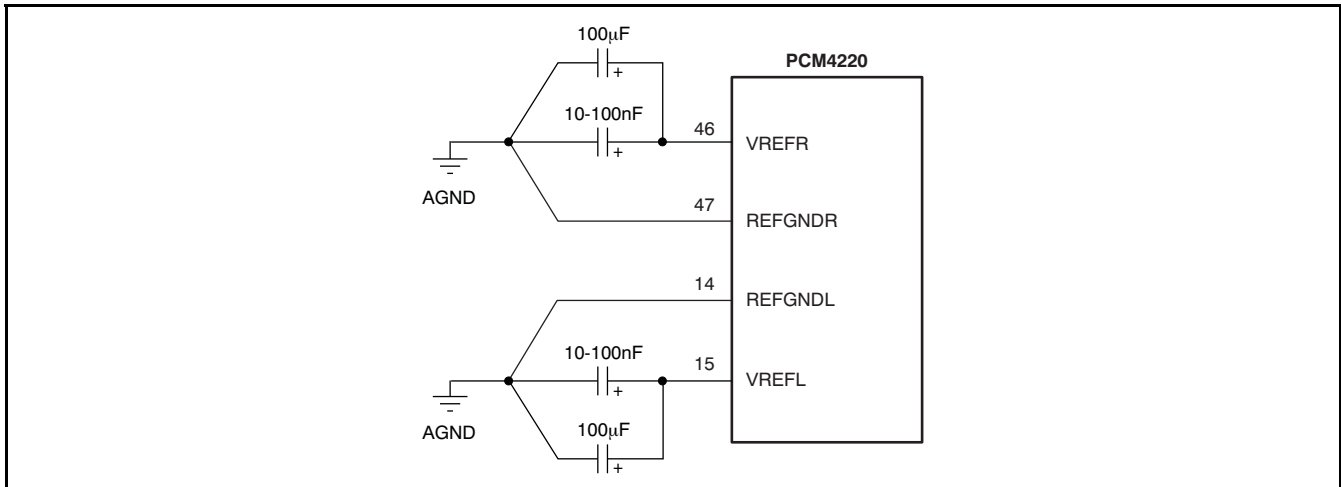 100μF
+
PCM4220
10-100nF
+
46
VREFR
AGND
47
REFGNDR
14
REFGNDL
10-100nF
+
15
VREFL
AGND
100μF
+